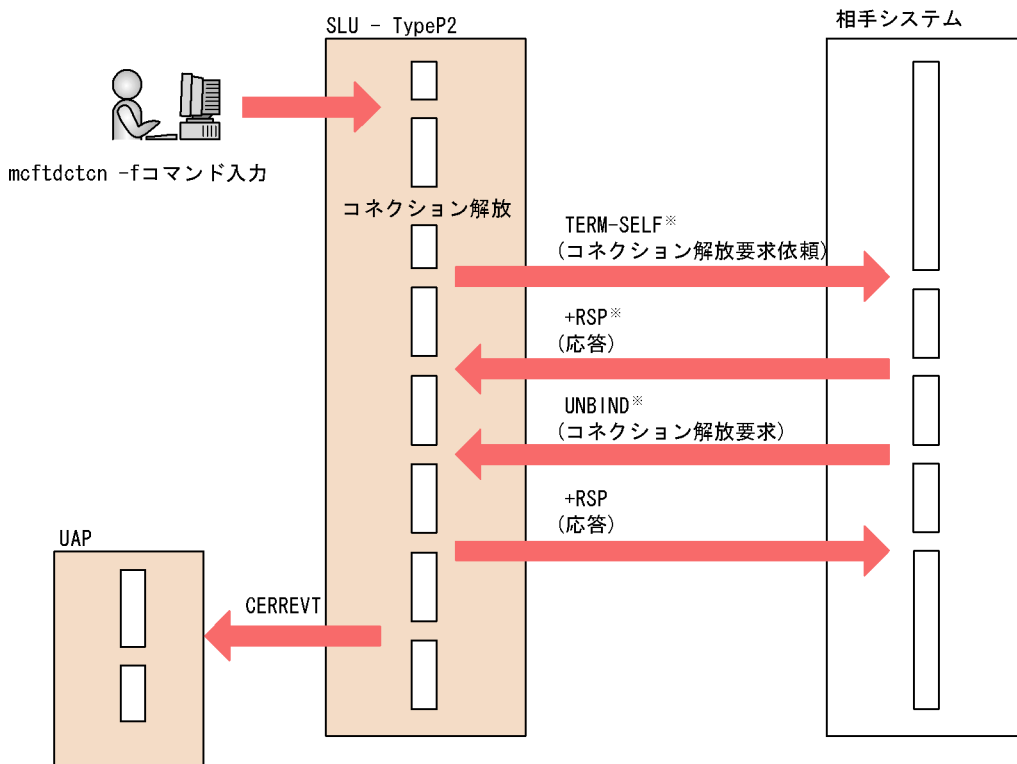 SLU - TypeP2
相手システム
mcftdctcn -fコマンド入力
コネクション解放
TERM-SELF※
(コネクション解放要求依頼)
+RSP※
(応答)
UNBIND※
(コネクション解放要求)
+RSP
(応答)
UAP
CERREVT